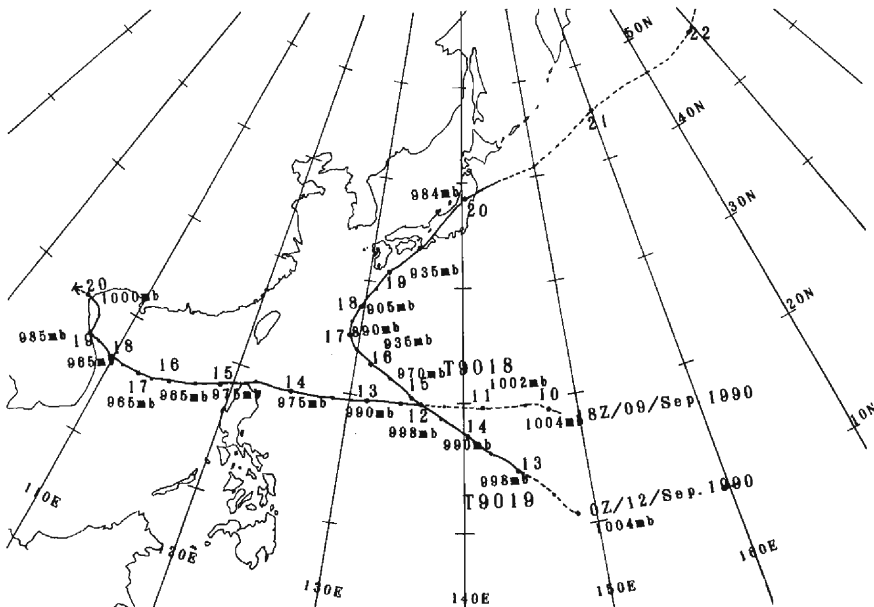 22
50N
21
40N
984mb
20
30N
935mb
19
20
1000mb
18
905mb
20N
17
890mb
985mb
19
18
935mb
965mb
16
T9018
16
970mb
1002mb
17
965mb
965mb
15
975mb
14
975mb
13
990mb
15
12
998mb
11
10
18Z/09/Sep.1990
1004mb
10N
14
990mb
13
998mb
T9019
0Z/12/Sep.1990
1004mb
110E
120E
130E
140E
150E
160E